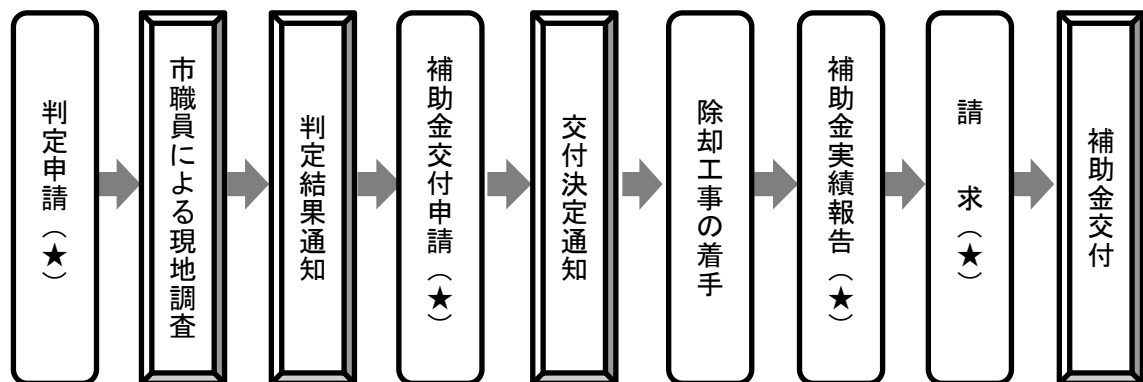 判定申請（★）
市職員による現地調査
判定結果通知
補助金交付申請（★）
交付決定通知
除却工事の着手
補助金実績報告（★）
請　求（★）
補助金交付